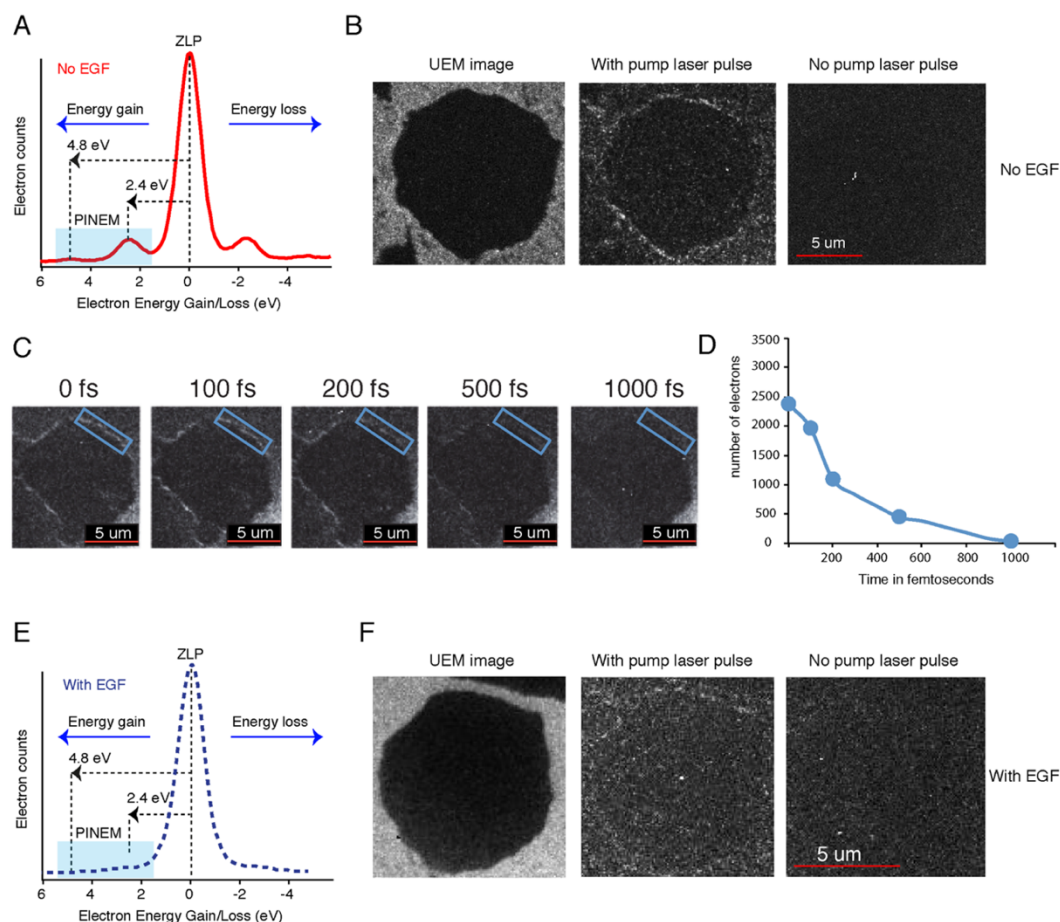 A
ZLP
No EGF
Energy gain
Energy loss
4.8 eV
2.4 eV
PINEM
Electron counts
6 4 2 0 -2 -4
Electron Energy Gain/Loss (eV)
B
UEM image With pump laser pulse No pump laser pulse
5 um
No EGF
C
0 fs 100 fs 200 fs 500 fs 1000 fs
5 um 5 um 5 um 5 um 5 um
D
3500
3000
2500
2000
1500
1000
500
0
number of electrons
200 400 600 800 1000
Time in femtoseconds
E
ZLP
With EGF
Energy gain
Energy loss
4.8 eV
2.4 eV
PINEM
Electron counts
6 4 2 0 -2 -4
Electron Energy Gain/Loss (eV)
F
UEM image With pump laser pulse No pump laser pulse
5 um
With EGF